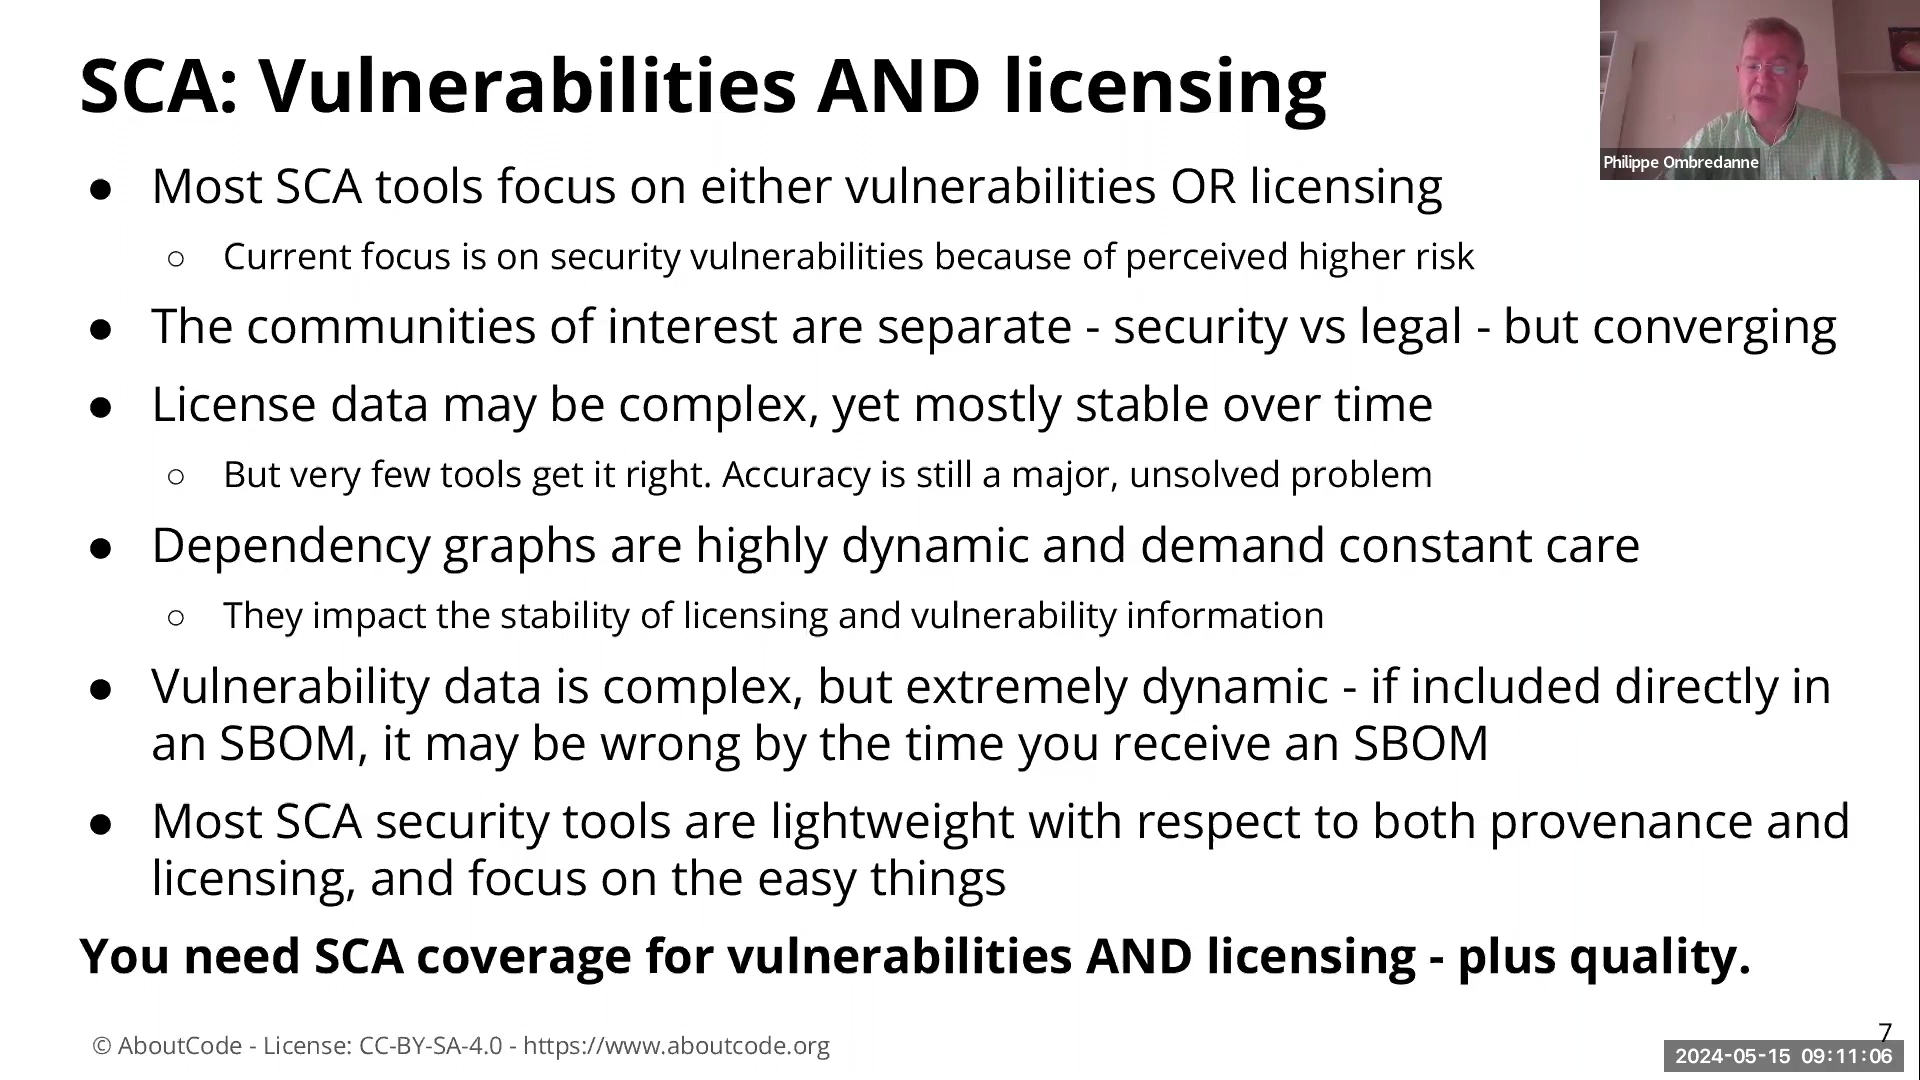 SCA: Vulnerabilities AND licensing
Philippe Ombredanne
● Most SCA tools focus on either vulnerabilities OR licensing
○ Current focus is on security vulnerabilities because of perceived higher risk
● The communities of interest are separate - security vs legal - but converging
● License data may be complex, yet mostly stable over time
○ But very few tools get it right. Accuracy is still a major, unsolved problem
● Dependency graphs are highly dynamic and demand constant care
○ They impact the stability of licensing and vulnerability information
● Vulnerability data is complex, but extremely dynamic - if included directly in
an SBOM, it may be wrong by the time you receive an SBOM
● Most SCA security tools are lightweight with respect to both provenance and
licensing, and focus on the easy things
You need SCA coverage for vulnerabilities AND licensing - plus quality.
© AboutCode - License: CC-BY-SA-4.0 - https://www.aboutcode.org
7
2024-05-15 09:11:06